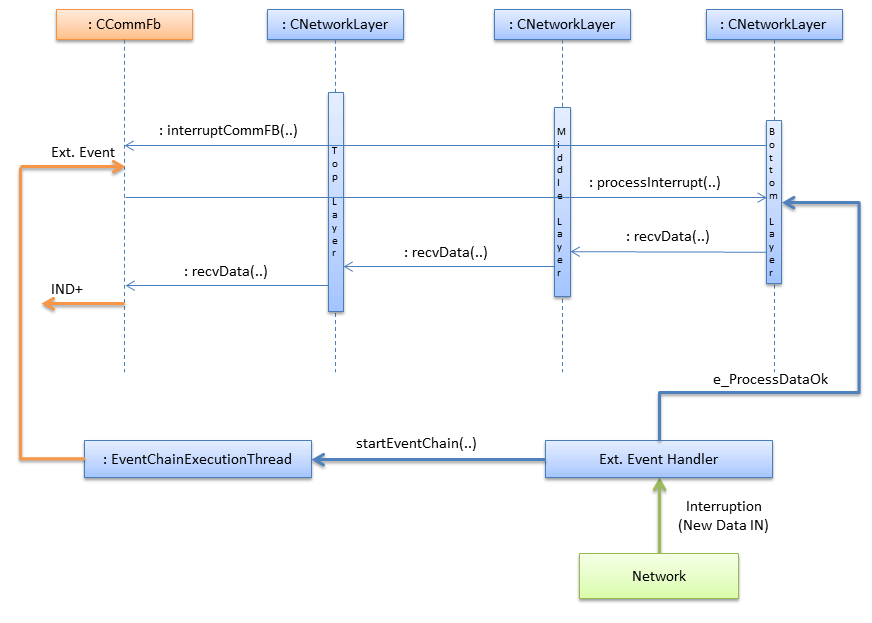 : CCommFb
: CNetworkLayer
: CNetworkLayer
: CNetworkLayer
: interruptCommFB(..)
Ext. Event
: processInterrupt(..)
: recvData(..)
: recvData(..)
: recvData(..)
IND+
Top Layer
Middle Layer
Bottom Layer
e_ProcessDataOk
startEventChain(..)
: EventChainExecutionThread
Ext. Event Handler
Interruption
(New Data IN)
Network